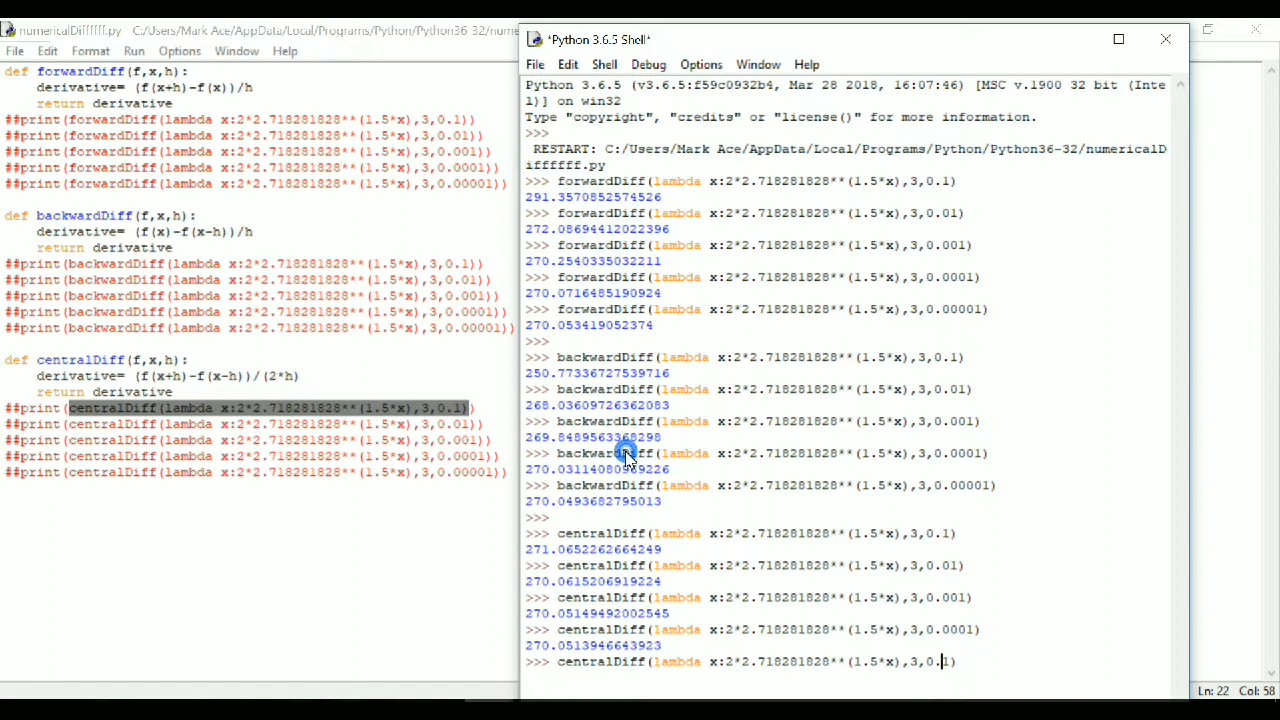 numericalDiffffff.py    C:/Users/Mark Ace/AppData/Local/Programs/Python/Python36-32/nume
File Edit Format Run Options Window Help
def forwardDiff(f,x,h):
    derivative= (f(x+h)-f(x))/h
    return derivative
##print(forwardDiff(lambda x:2*2.718281828**(1.5*x),3,0.1))
##print(forwardDiff(lambda x:2*2.718281828**(1.5*x),3,0.01))
##print(forwardDiff(lambda x:2*2.718281828**(1.5*x),3,0.001))
##print(forwardDiff(lambda x:2*2.718281828**(1.5*x),3,0.0001))
##print(forwardDiff(lambda x:2*2.718281828**(1.5*x),3,0.00001))
def backwardDiff(f,x,h):
    derivative= (f(x)-f(x-h))/h
    return derivative
##print(backwardDiff(lambda x:2*2.718281828**(1.5*x),3,0.1))
##print(backwardDiff(lambda x:2*2.718281828**(1.5*x),3,0.01))
##print(backwardDiff(lambda x:2*2.718281828**(1.5*x),3,0.001))
##print(backwardDiff(lambda x:2*2.718281828**(1.5*x),3,0.0001))
##print(backwardDiff(lambda x:2*2.718281828**(1.5*x),3,0.00001))
def centralDiff(f,x,h):
    derivative= (f(x+h)-f(x-h))/(2*h)
    return derivative
##print(centralDiff(lambda x:2*2.718281828**(1.5*x),3,0.1))
##print(centralDiff(lambda x:2*2.718281828**(1.5*x),3,0.01))
##print(centralDiff(lambda x:2*2.718281828**(1.5*x),3,0.001))
##print(centralDiff(lambda x:2*2.718281828**(1.5*x),3,0.0001))
##print(centralDiff(lambda x:2*2.718281828**(1.5*x),3,0.00001))
*Python 3.6.5 Shell*
File Edit Shell Debug Options Window Help
Python 3.6.5 (v3.6.5:f59c0932b4, Mar 28 2018, 16:07:46) [MSC v.1900 32 bit (Inte
l)] on win32
Type "copyright", "credits" or "license()" for more information.
>>>
 RESTART: C:/Users/Mark Ace/AppData/Local/Programs/Python/Python36-32/numericalD
iffffff.py
>>> forwardDiff(lambda x:2*2.718281828**(1.5*x),3,0.1)
291.3570852574526
>>> forwardDiff(lambda x:2*2.718281828**(1.5*x),3,0.01)
272.08694412022396
>>> forwardDiff(lambda x:2*2.718281828**(1.5*x),3,0.001)
270.2540335032211
>>> forwardDiff(lambda x:2*2.718281828**(1.5*x),3,0.0001)
270.0716485190924
>>> forwardDiff(lambda x:2*2.718281828**(1.5*x),3,0.00001)
270.053419052374
>>>
>>> backwardDiff(lambda x:2*2.718281828**(1.5*x),3,0.1)
250.77336727539716
>>> backwardDiff(lambda x:2*2.718281828**(1.5*x),3,0.01)
268.03609726362083
>>> backwardDiff(lambda x:2*2.718281828**(1.5*x),3,0.001)
269.8489563368298
>>> backwardDiff(lambda x:2*2.718281828**(1.5*x),3,0.0001)
270.03114080969226
>>> backwardDiff(lambda x:2*2.718281828**(1.5*x),3,0.00001)
270.0493682795013
>>>
>>> centralDiff(lambda x:2*2.718281828**(1.5*x),3,0.1)
271.0652262664249
>>> centralDiff(lambda x:2*2.718281828**(1.5*x),3,0.01)
270.0615206919224
>>> centralDiff(lambda x:2*2.718281828**(1.5*x),3,0.001)
270.05149492002545
>>> centralDiff(lambda x:2*2.718281828**(1.5*x),3,0.0001)
270.0513946643923
>>> centralDiff(lambda x:2*2.718281828**(1.5*x),3,0.1)
Ln: 22 Col: 58